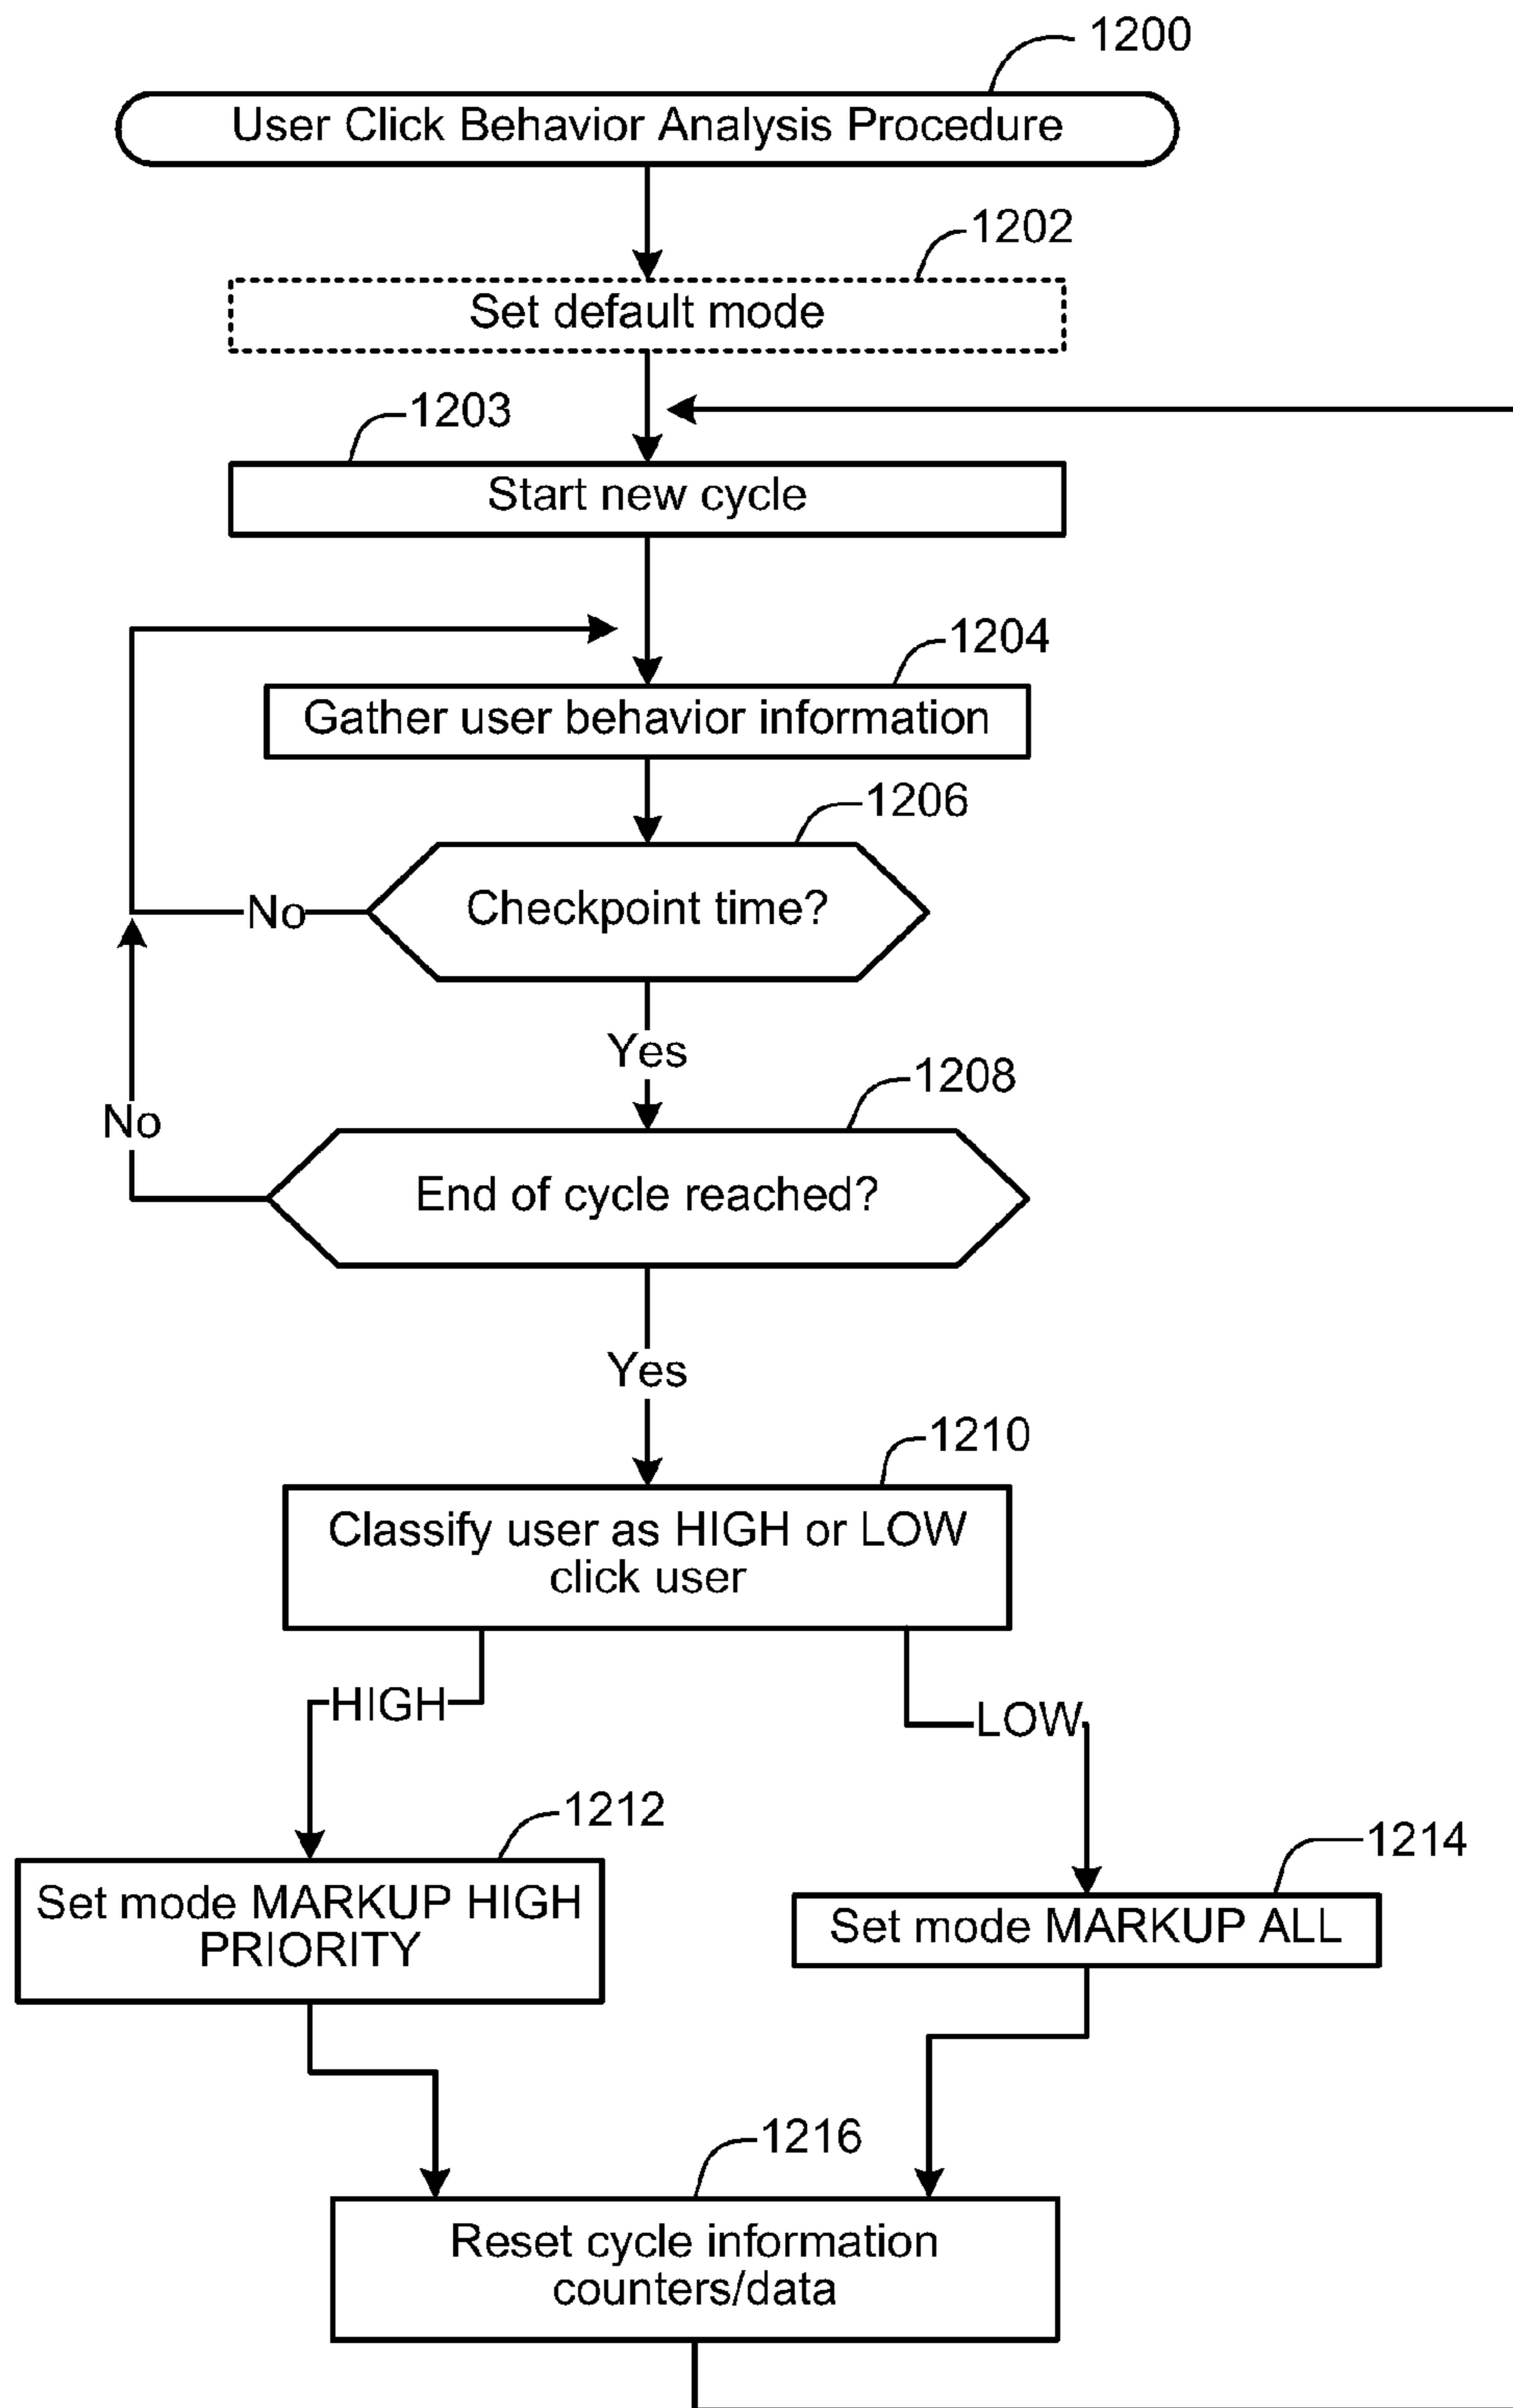 1200
User Click Behavior Analysis Procedure
1202
Set default mode
1203
Start new cycle
1204
Gather user behavior information
1206
Checkpoint time?
No
Yes
1208
No
End of cycle reached?
Yes
1210
Classify user as HIGH or LOW
click user
HIGH
LOW
1212
Set mode MARKUP HIGH
PRIORITY
1214
Set mode MARKUP ALL
1216
Reset cycle information
counters/data